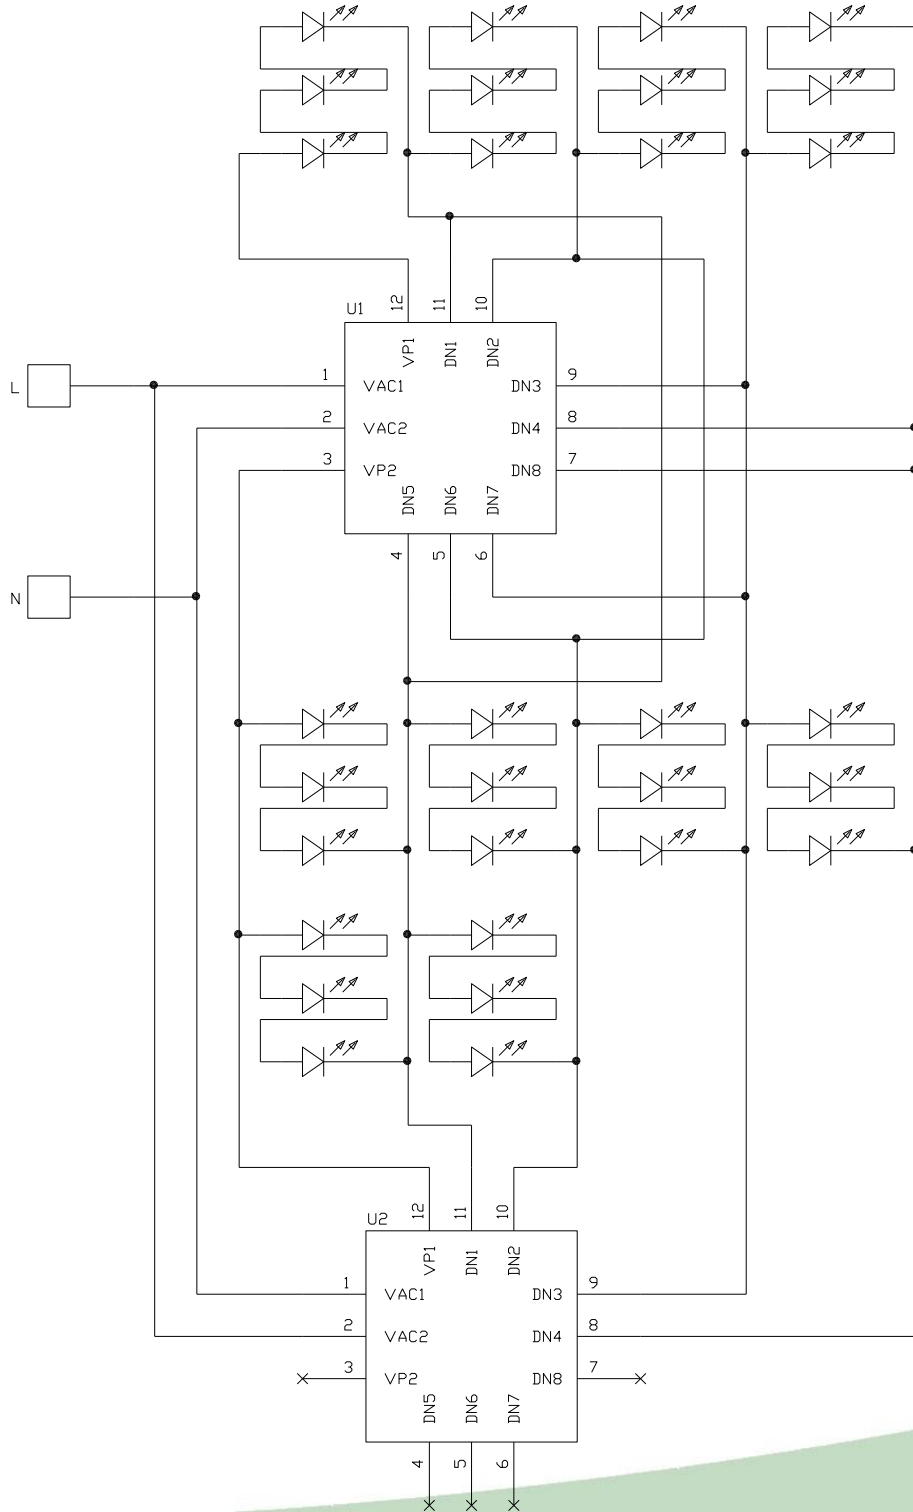 12
11
10
U1
VP1
DN1
DN2
L
1
VAC1
DN3
9
2
VAC2
DN4
8
3
VP2
DN8
7
DN5
DN6
DN7
4
5
6
N
12
11
10
U2
VP1
DN1
DN2
1
VAC1
DN3
9
2
VAC2
DN4
8
3
VP2
DN8
7
DN5
DN6
DN7
4
5
6